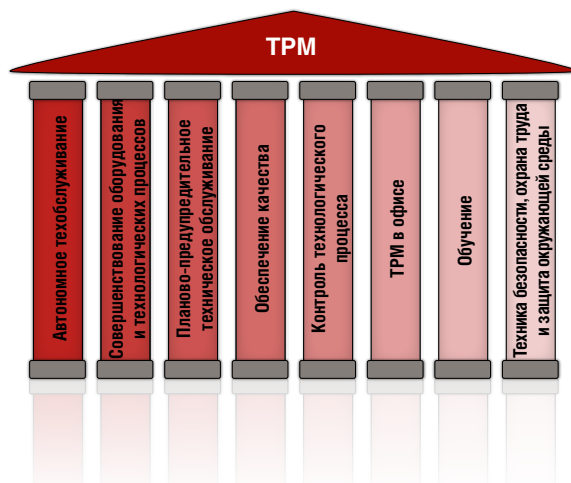 TPM
Автономное техобслуживание
Совершенствование оборудования
и технологических процессов
Планово-предупредительное
техническое обслуживание
Обеспечение качества
Контроль технологического
процесса
TPM в офисе
Обучение
Техника безопасности, охрана труда
и защита окружающей среды